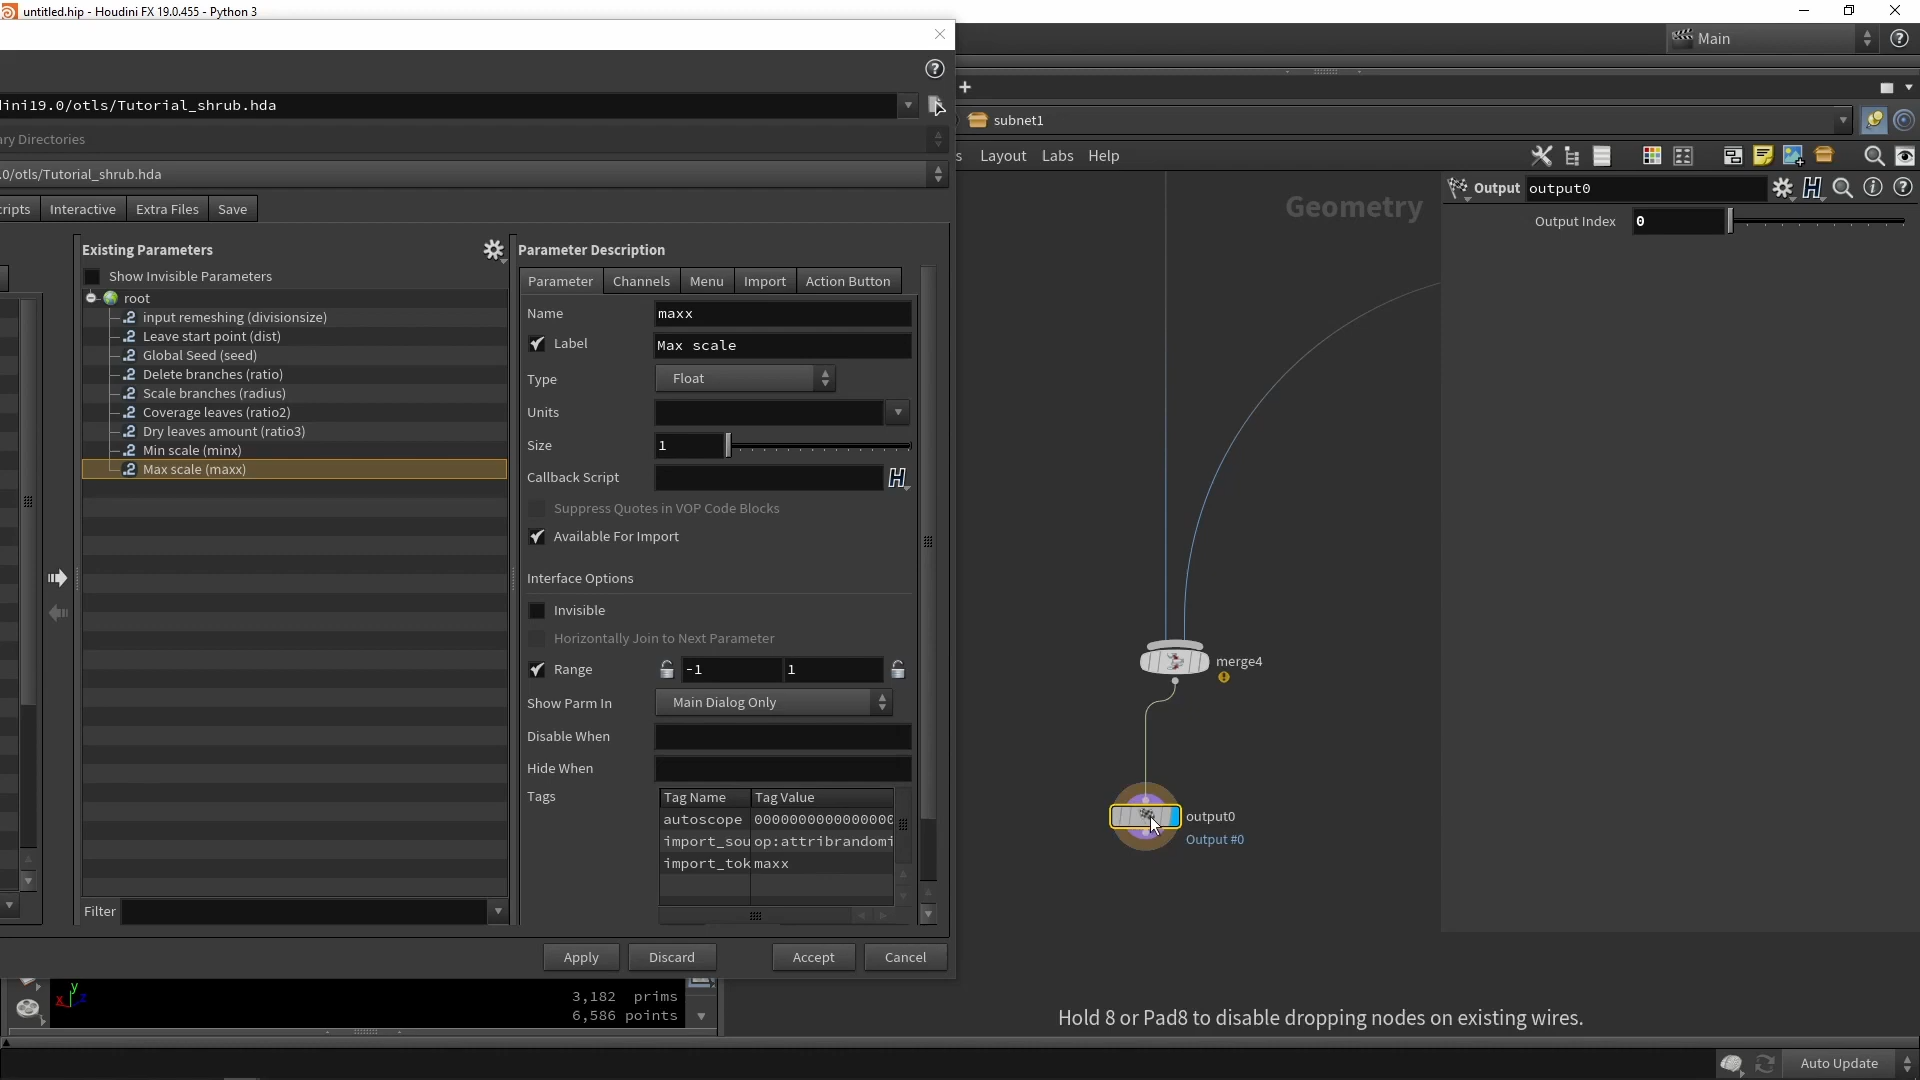 untitled.hip - Houdini FX 19.0.455 - Python 3
Main
ini19.0/otls/Tutorial_shrub.hda
subnet1
ary Directories
s Layout Labs Help
.0/otls/Tutorial_shrub.hda
Output output0
ripts Interactive Extra Files Save
Geometry
Output Index 0
Existing Parameters
Parameter Description
Show Invisible Parameters
Parameter Channels Menu Import Action Button
root
input remeshing (divisionsize)
Leave start point (dist)
Global Seed (seed)
Delete branches (ratio)
Scale branches (radius)
Coverage leaves (ratio2)
Dry leaves amount (ratio3)
Min scale (minx)
Max scale (maxx)
Name maxx
Label Max scale
Type Float
Units
Size 1
Callback Script
Suppress Quotes in VOP Code Blocks
Available For Import
Interface Options
Invisible
Horizontally Join to Next Parameter
Range -1 1
Show Parm In Main Dialog Only
Disable When
Hide When
Tags
Tag Name Tag Value
autoscope 0000000000000000
import_sou op:attribrandomi
import_tok maxx
merge4
output0
Output #0
Filter
Apply Discard Accept Cancel
y
x z
3,182 prims
6,586 points
Hold 8 or Pad8 to disable dropping nodes on existing wires.
Auto Update